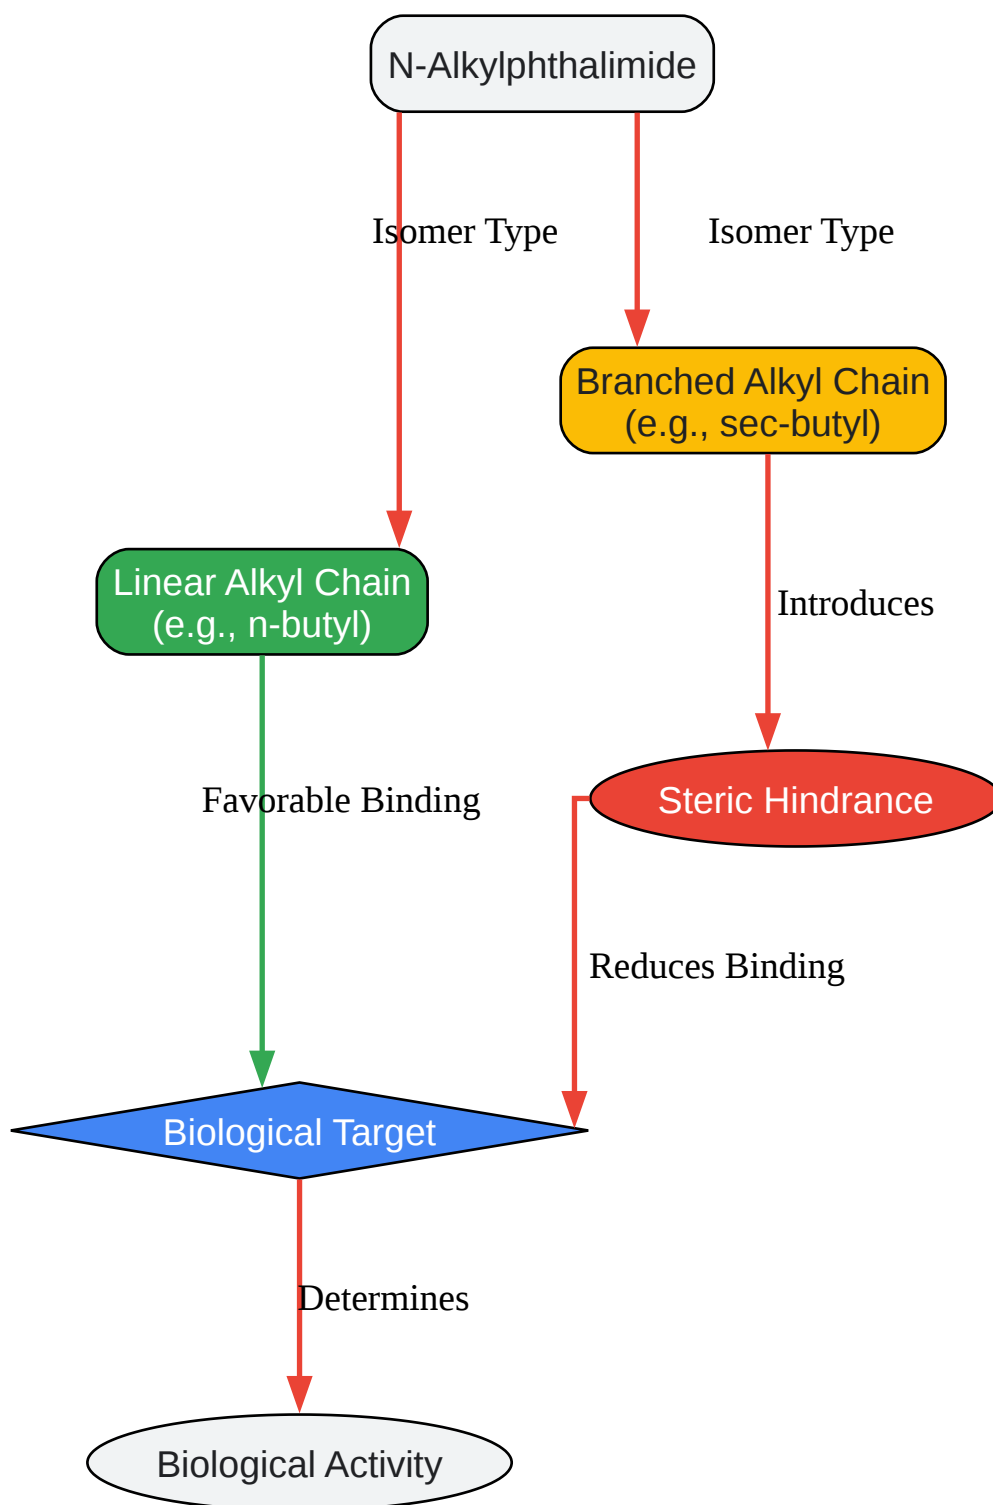 N-Alkylphthalimide
Isomer Type
Isomer Type
Branched Alkyl Chain
(e.g., sec-butyl)
Linear Alkyl Chain
(e.g., n-butyl)
Introduces
Favorable Binding
Steric Hindrance
Reduces Binding
Biological Target
Determines
Biological Activity